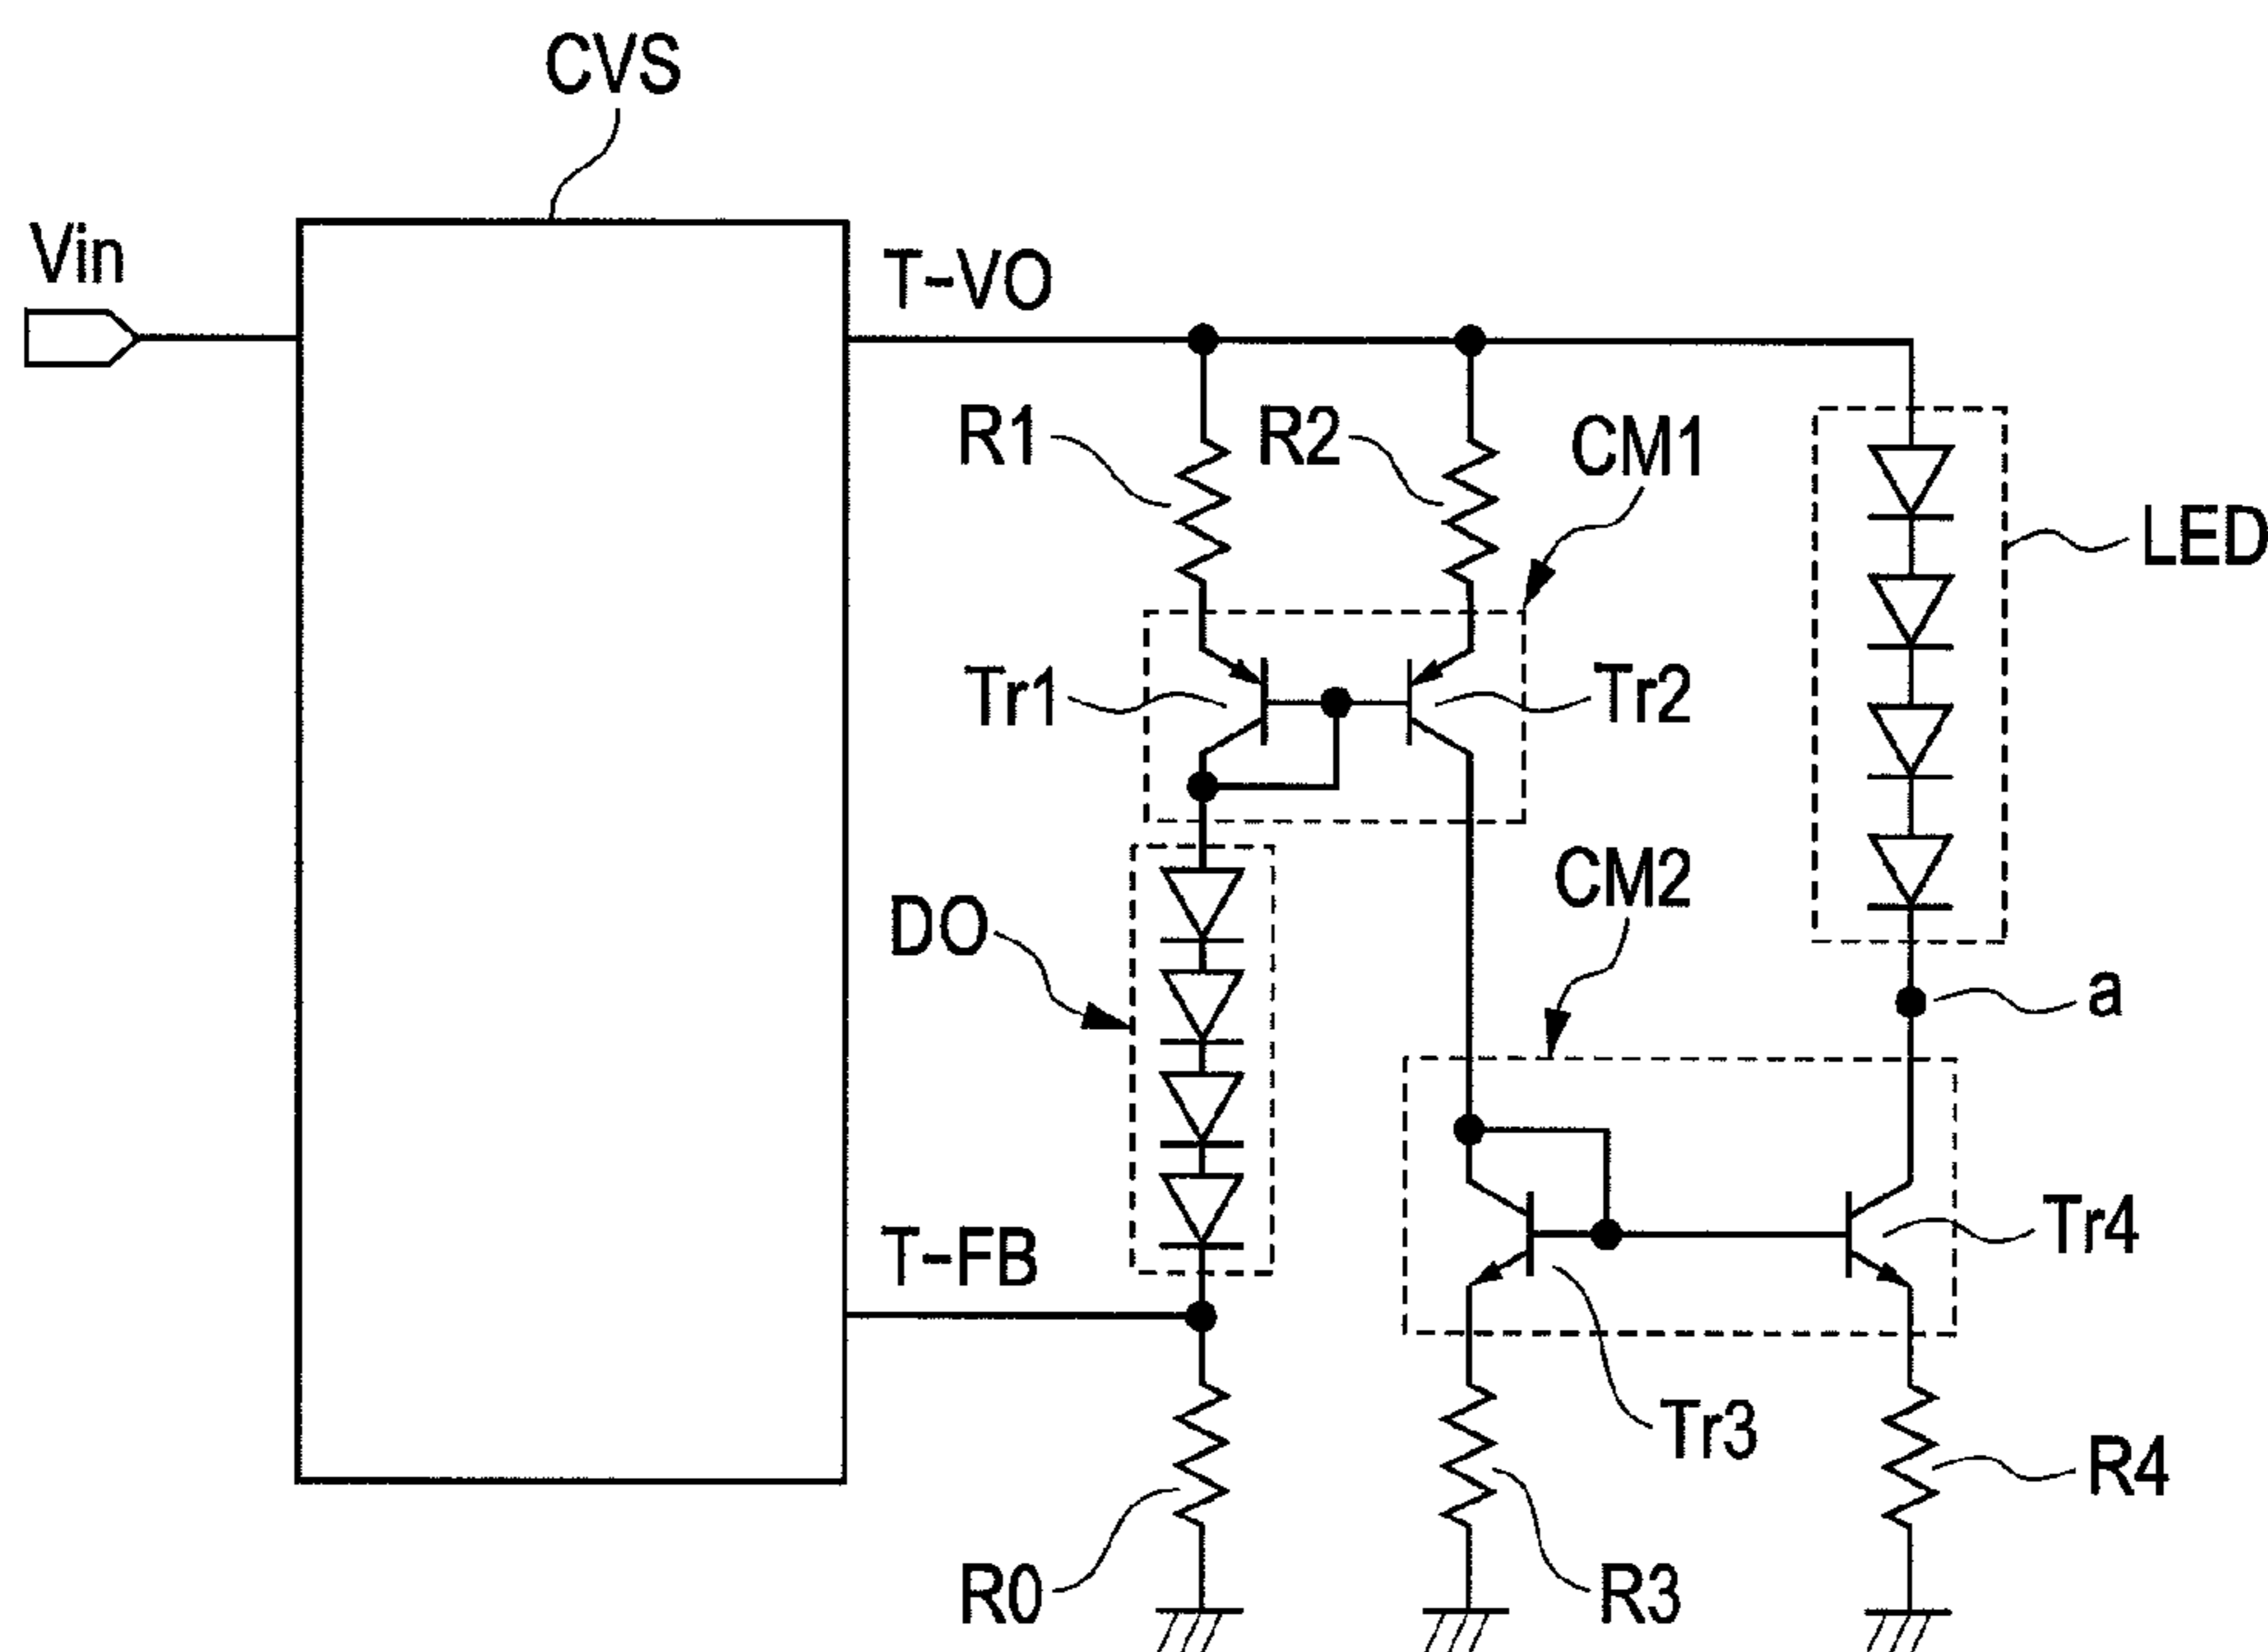 CVS
Vin
T-VO
R1
R2
CM1
LED
Tr1
Tr2
CM2
DO
a
T-FB
Tr4
Tr3
R4
R0
R3